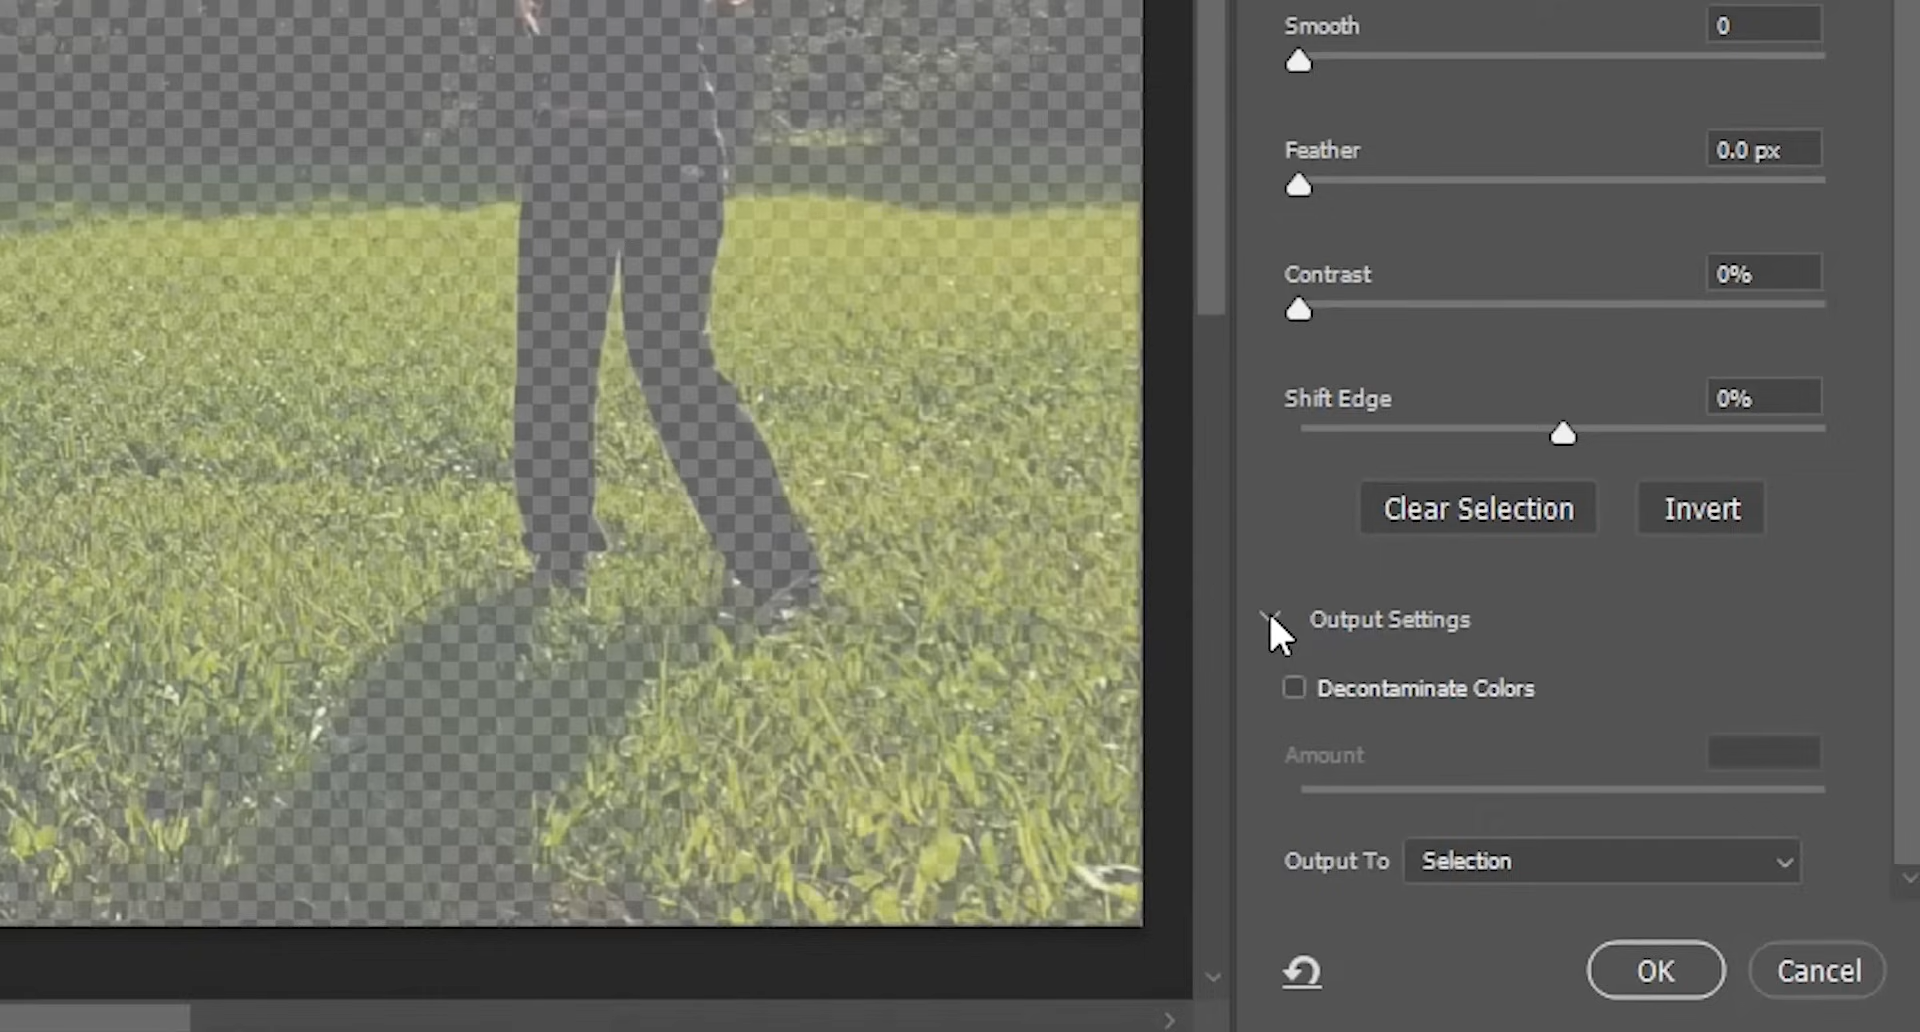 Smooth 0
Feather 0.0 px
Contrast 0%
Shift Edge 0%
Clear Selection Invert
Output Settings
Decontaminate Colors
Amount
Output To Selection
OK Cancel